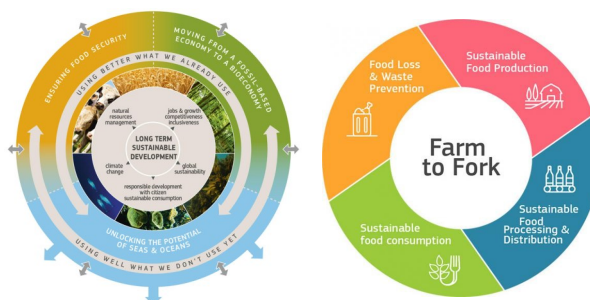 ENSURING FOOD SECURITY
MOVING FROM A FOSSIL-BASED
ECONOMY TO A BIOECONOMY
USING BETTER WHAT WE ALREADY USE
natural
resources
management
jobs & growth
competitiveness
inclusiveness
LONG TERM
SUSTAINABLE
DEVELOPMENT
climate
change
global
sustainability
responsible development
with citizen
sustainable consumption
UNLOCKING THE POTENTIAL
OF SEAS & OCEANS
USING WELL WHAT WE DON'T USE YET
Food Loss
& Waste
Prevention
Sustainable
Food Production
Farm
to Fork
Sustainable
food consumption
Sustainable
Food
Processing &
Distribution